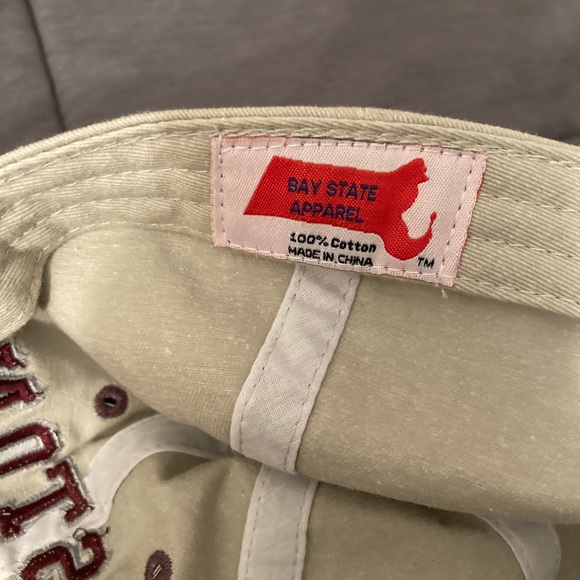 BAY STATE
APPAREL
100% Cotton
MADE IN CHINA
TM